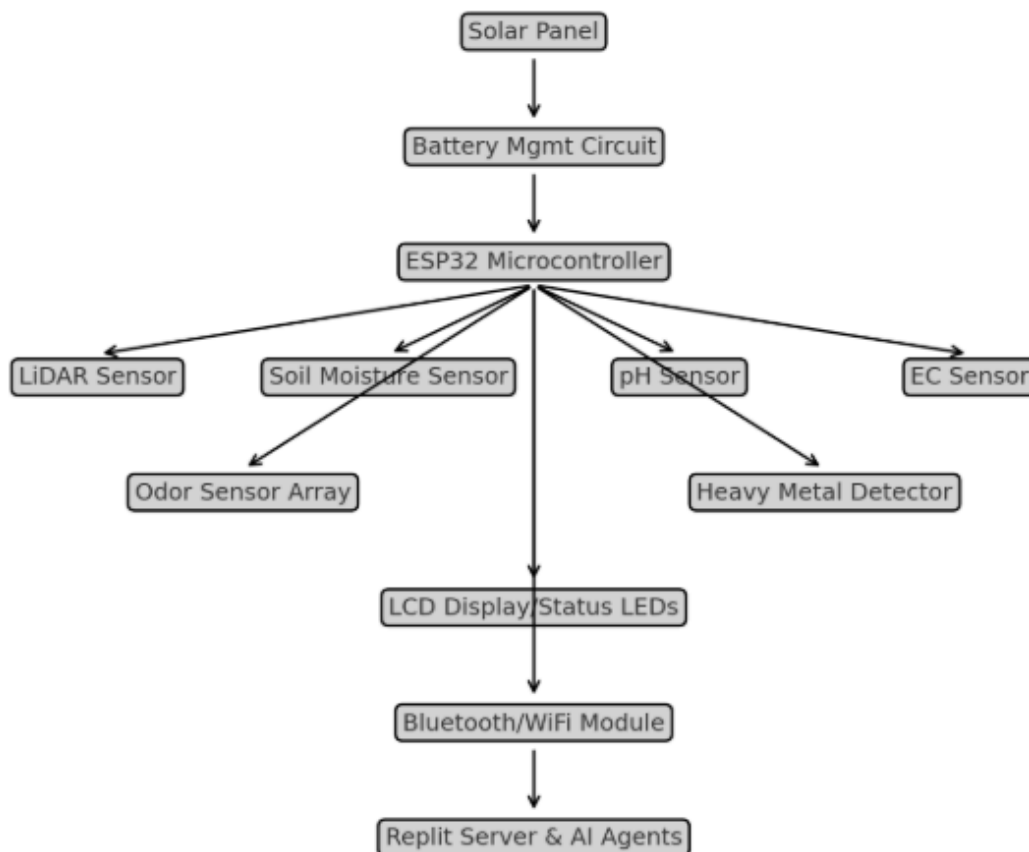 Solar Panel
Battery Mgmt Circuit
ESP32 Microcontroller
LiDAR Sensor
Soil Moisture Sensor
pH Sensor
EC Sensor
Odor Sensor Array
Heavy Metal Detector
LCD Display/Status LEDs
Bluetooth/WiFi Module
Replit Server & AI Agents